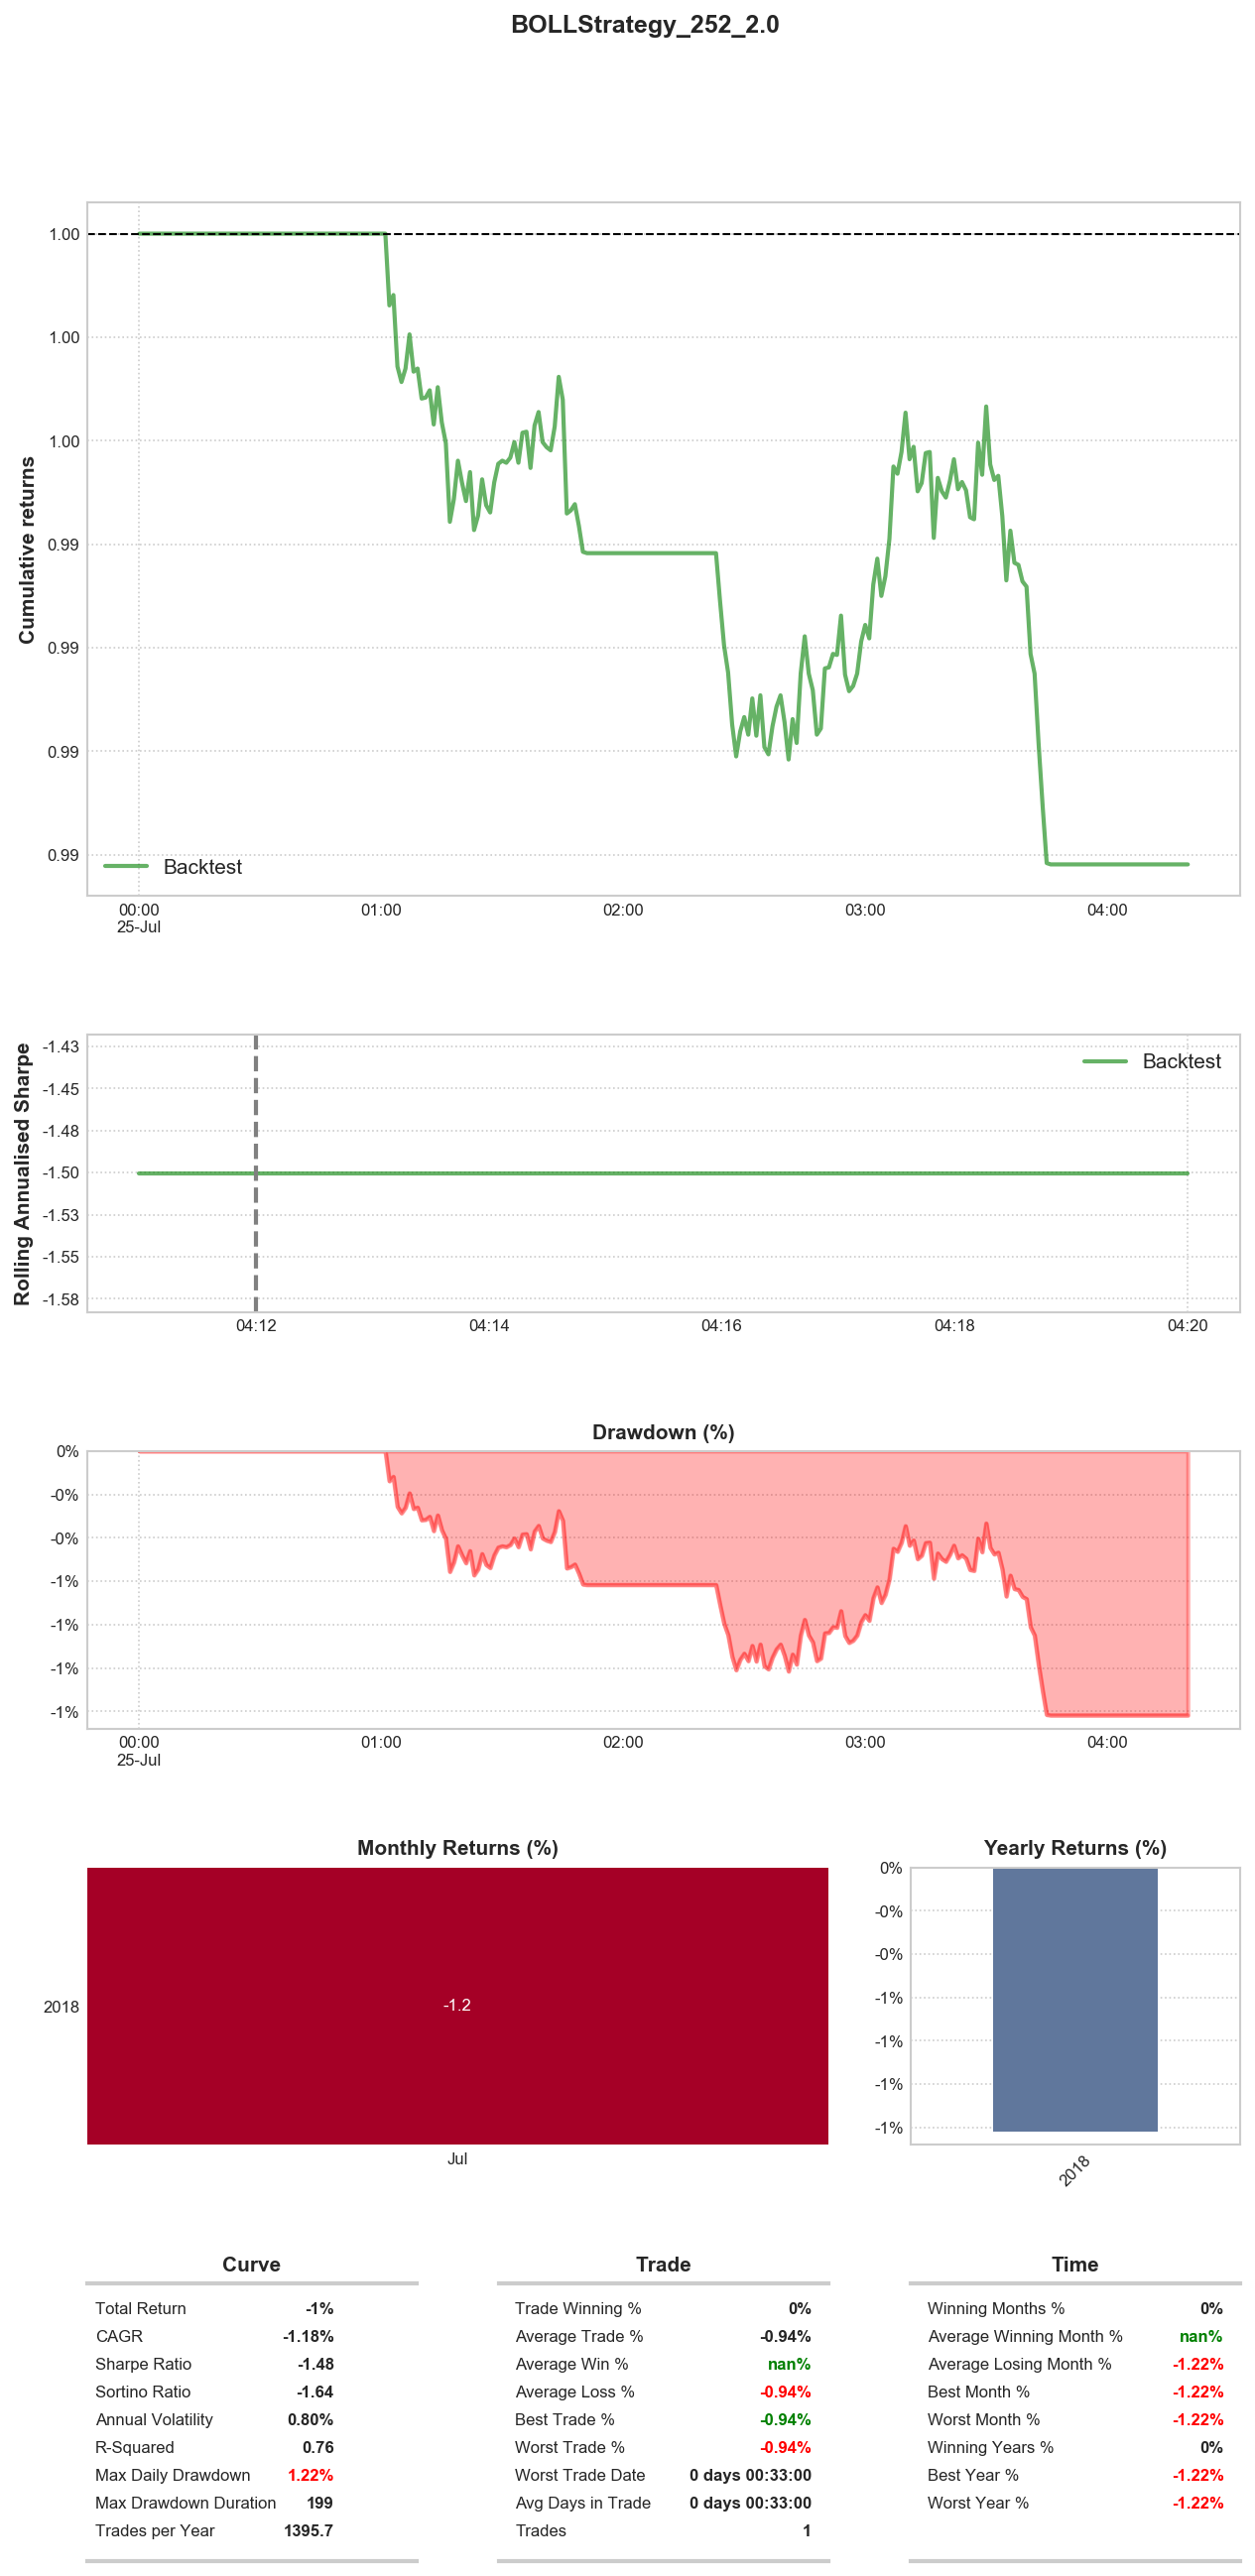 BOLLStrategy_252_2.0
Cumulative returns
1.00
1.00
1.00
0.99
0.99
0.99
0.99
Backtest
00:00 01:00 02:00 03:00 04:00
25-Jul
Rolling Annualised Sharpe
-1.43
-1.45
-1.48
-1.50
-1.53
-1.55
-1.58
Backtest
04:12 04:14 04:16 04:18 04:20
Drawdown (%)
0%
-0%
-0%
-1%
-1%
-1%
-1%
00:00 01:00 02:00 03:00 04:00
25-Jul
Monthly Returns (%)
2018
-1.2
Jul
Yearly Returns (%)
0%
-0%
-0%
-1%
-1%
-1%
-1%
2018
Curve
Total Return -1%
CAGR -1.18%
Sharpe Ratio -1.48
Sortino Ratio -1.64
Annual Volatility 0.80%
R-Squared 0.76
Max Daily Drawdown 1.22%
Max Drawdown Duration 199
Trades per Year 1395.7
Trade
Trade Winning % 0%
Average Trade % -0.94%
Average Win % nan%
Average Loss % -0.94%
Best Trade % -0.94%
Worst Trade % -0.94%
Worst Trade Date 0 days 00:33:00
Avg Days in Trade 0 days 00:33:00
Trades 1
Time
Winning Months % 0%
Average Winning Month % nan%
Average Losing Month % -1.22%
Best Month % -1.22%
Worst Month % -1.22%
Winning Years % 0%
Best Year % -1.22%
Worst Year % -1.22%